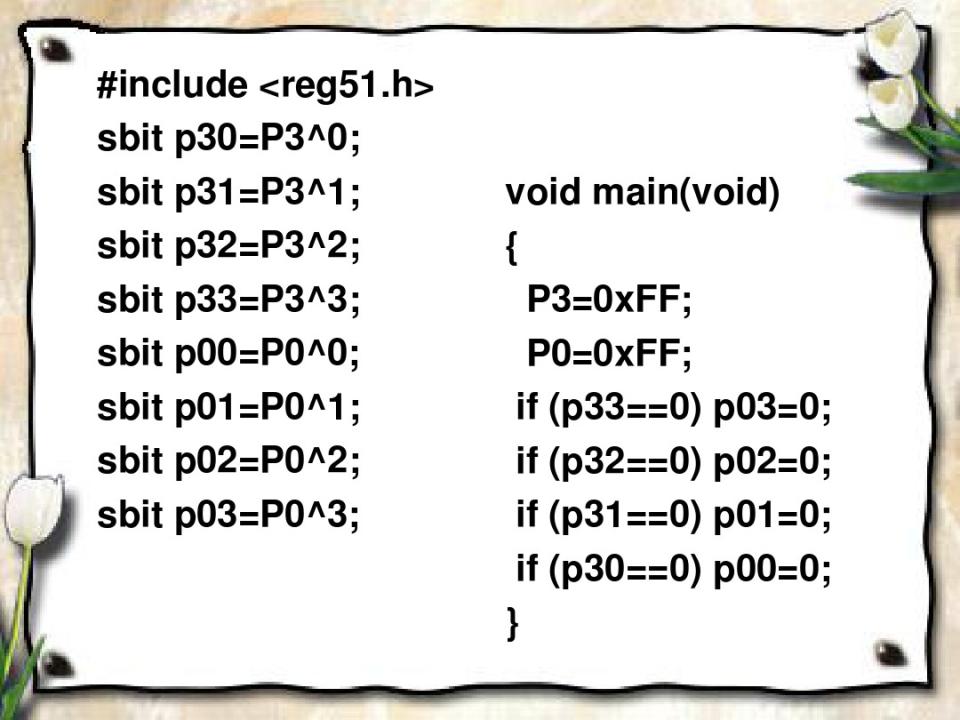 #include <reg51.h>
sbit p30=P3^0;
sbit p31=P3^1;
sbit p32=P3^2;
sbit p33=P3^3;
sbit p00=P0^0;
sbit p01=P0^1;
sbit p02=P0^2;
sbit p03=P0^3;
void main(void)
{
P3=0xFF;
P0=0xFF;
if (p33==0) p03=0;
if (p32==0) p02=0;
if (p31==0) p01=0;
if (p30==0) p00=0;
}